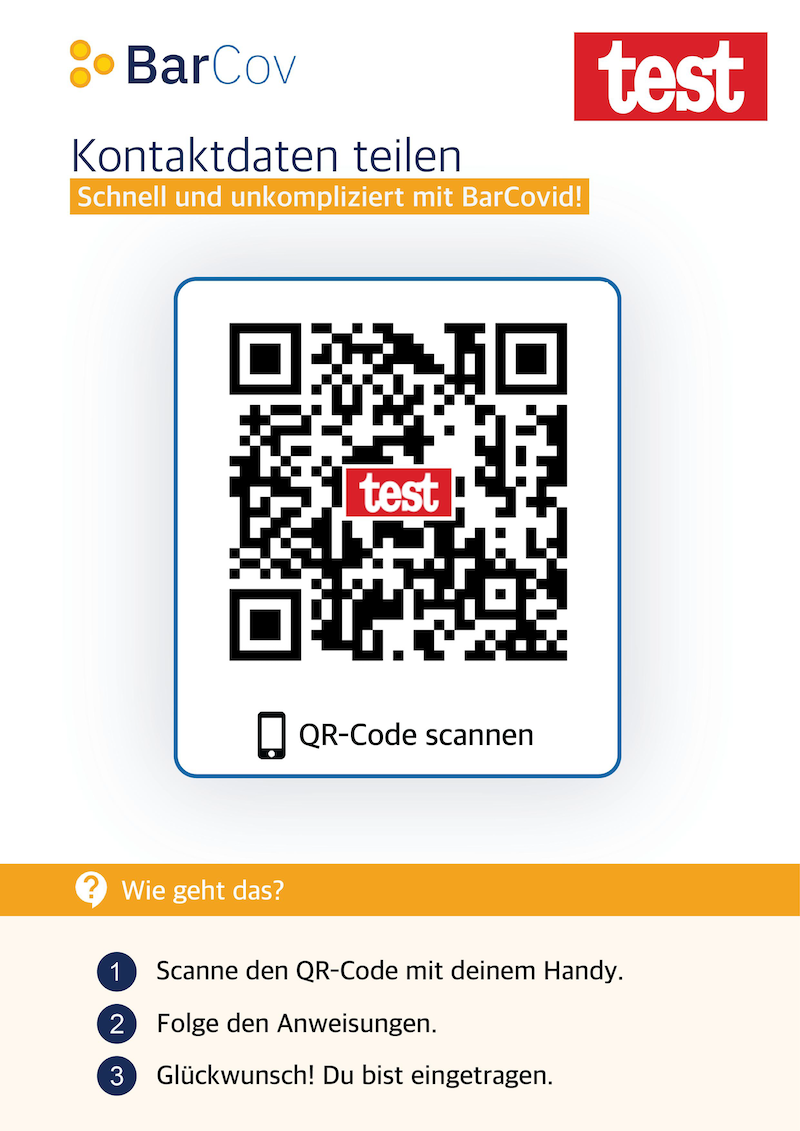 BarCov
test
Kontaktdaten teilen
Schnell und unkompliziert mit BarCovid!
test
QR-Code scannen
? Wie geht das?
1 Scanne den QR-Code mit deinem Handy.
2 Folge den Anweisungen.
3 Glückwunsch! Du bist eingetragen.